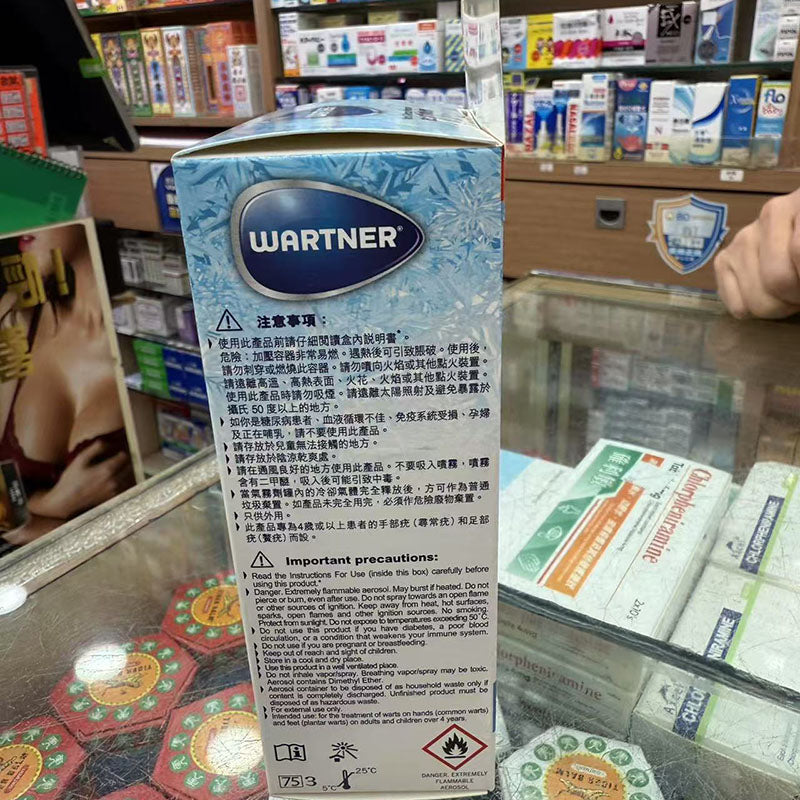 WARTNER®
注意事項：
使用此產品前請仔細閲讀盒內説明書*。
危險：加壓容器非常易燃。遇熱後可引致脹破。使用後，
請勿刺穿或燃燒此容器。請勿噴向火焰或其他點火裝置。
請遠離高溫、高熱表面、火花、火焰或其他點火裝置。
使用此產品時請勿吸煙。請遠離太陽照射及避免暴露於
攝氏 50 度以上的地方。
如你是糖尿病患者、血液循環不佳、免疫系統受損、孕婦
及正在哺乳，請不要使用此產品。
請存放於兒童無法接觸的地方。
請存放於陰涼乾爽處。
請在通風良好的地方使用此產品。不要吸入噴霧，噴霧
含有二甲醚，吸入後可能引致中毒。
當氣霧劑罐內的冷卻氣體完全釋放後，方可作為普通
垃圾棄置。如產品未完全用完，必須作危險廢物棄置。
只供外用。
此產品專為4歲或以上患者的手部疣（尋常疣）和足部
疣（蹠疣）而設。
Important precautions:
Read the Instructions For Use (inside this box) carefully before
using this product.*
Danger. Extremely flammable aerosol. May burst if heated. Do not
pierce or burn, even after use. Do not spray towards an open flame
or other sources of ignition. Keep away from heat, hot surfaces,
sparks, open flames and other ignition sources. No smoking.
Protect from sunlight. Do not expose to temperatures exceeding 50°C.
Do not use this product if you have diabetes, a poor blood
circulation, or a condition that weakens your immune system.
Do not use if you are pregnant or breastfeeding.
Keep out of reach and sight of children.
Store in a cool and dry place.
Use this product in a well ventilated place.
Do not inhale vapor/spray. Breathing vapor/spray may be toxic.
Aerosol contains Dimethyl Ether.
Aerosol container to be disposed of as household waste only if
content is completely discharged. Unfinished product must be
disposed of as hazardous waste.
For external use only.
Intended use: for the treatment of warts on hands (common warts)
and feet (plantar warts) on adults and children over 4 years.
753
5°C
25°C
DANGER. EXTREMELY
FLAMMABLE
AEROSOL
Chlorpheniramine
2x10's
CHLORPHENIRAMINE
TIGER BALM
flo